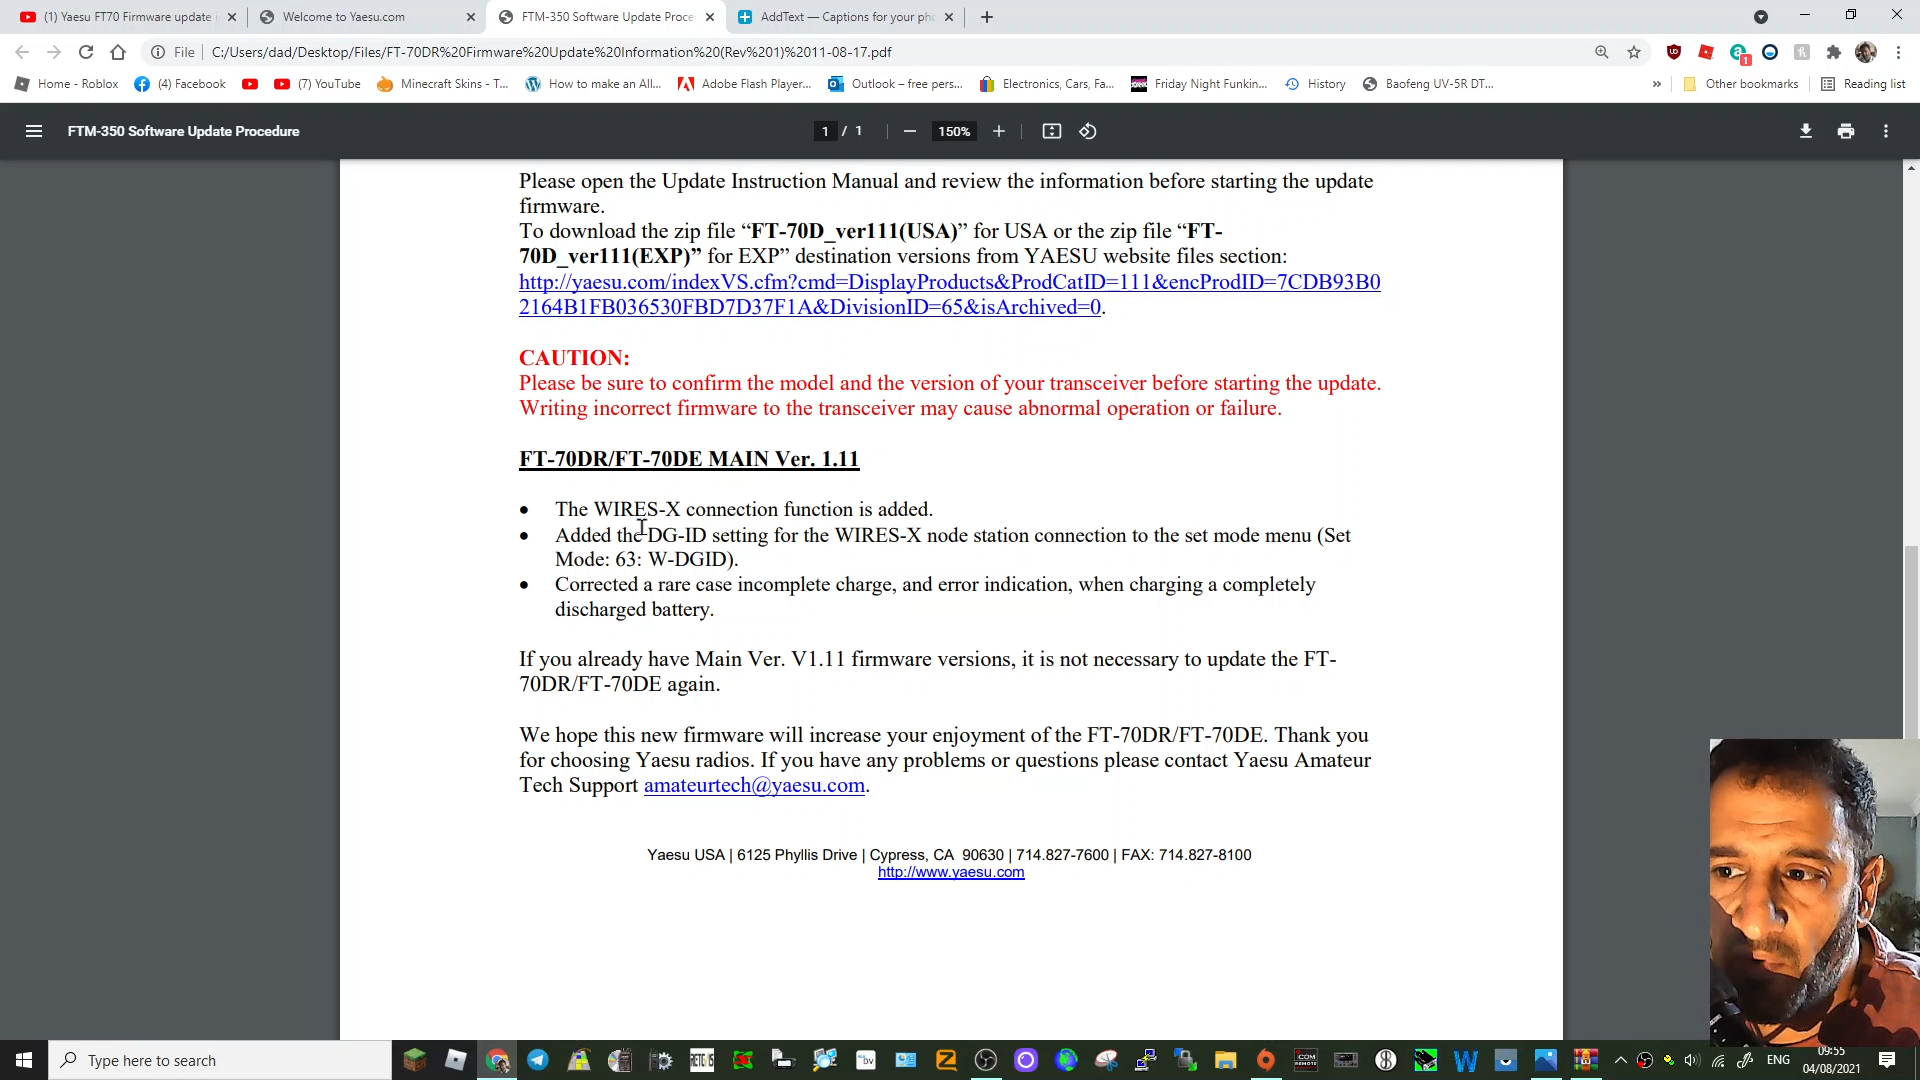 (1) Yaesu FT70 Firmware update
Welcome to Yaesu.com
FTM-350 Software Update Proce
AddText — Captions for your pho
File
C:/Users/dad/Desktop/Files/FT-70DR%20Firmware%20Update%20Information%20(Rev%201)%2011-08-17.pdf
Home - Roblox
(4) Facebook
(7) YouTube
Minecraft Skins - T...
How to make an All...
Adobe Flash Player...
Outlook – free pers...
Electronics, Cars, Fa...
Friday Night Funkin...
History
Baofeng UV-5R DT...
»
Other bookmarks
Reading list
FTM-350 Software Update Procedure
1 / 1
150%
Please open the Update Instruction Manual and review the information before starting the update
firmware.
To download the zip file “FT-70D_ver111(USA)” for USA or the zip file “FT-
70D_ver111(EXP)” for EXP” destination versions from YAESU website files section:
http://yaesu.com/indexVS.cfm?cmd=DisplayProducts&ProdCatID=111&encProdID=7CDB93B0
2164B1FB036530FBD7D37F1A&DivisionID=65&isArchived=0.
CAUTION:
Please be sure to confirm the model and the version of your transceiver before starting the update.
Writing incorrect firmware to the transceiver may cause abnormal operation or failure.
FT-70DR/FT-70DE MAIN Ver. 1.11
• The WIRES-X connection function is added.
• Added the DG-ID setting for the WIRES-X node station connection to the set mode menu (Set
Mode: 63: W-DGID).
• Corrected a rare case incomplete charge, and error indication, when charging a completely
discharged battery.
If you already have Main Ver. V1.11 firmware versions, it is not necessary to update the FT-
70DR/FT-70DE again.
We hope this new firmware will increase your enjoyment of the FT-70DR/FT-70DE. Thank you
for choosing Yaesu radios. If you have any problems or questions please contact Yaesu Amateur
Tech Support amateurtech@yaesu.com.
Yaesu USA | 6125 Phyllis Drive | Cypress, CA 90630 | 714.827-7600 | FAX: 714.827-8100
http://www.yaesu.com
Type here to search
ENG
09:55
04/08/2021